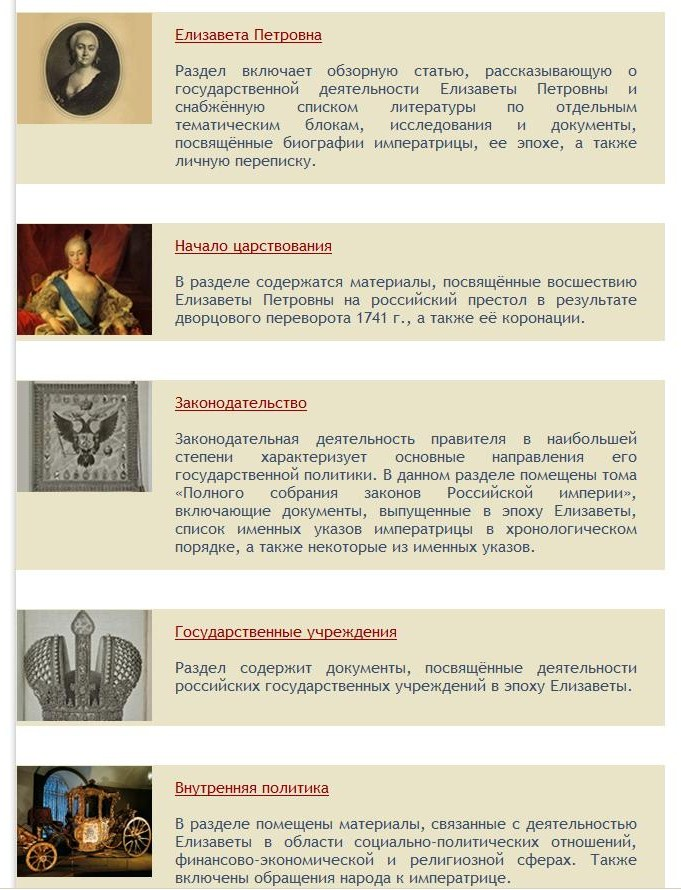 Елизавета Петровна
Раздел включает обзорную статью, рассказывающую о
государственной деятельности Елизаветы Петровны и
снабжённую списком литературы по отдельным
тематическим блокам, исследования и документы,
посвящённые биографии императрицы, ее эпохе, а также
личную переписку.
Начало царствования
В разделе содержатся материалы, посвящённые восшествию
Елизаветы Петровны на российский престол в результате
дворцового переворота 1741 г., а также её коронации.
Законодательство
Законодательная деятельность правителя в наибольшей
степени характеризует основные направления его
государственной политики. В данном разделе помещены тома
«Полного собрания законов Российской империи»,
включающие документы, выпущенные в эпоху Елизаветы,
список именных указов императрицы в хронологическом
порядке, а также некоторые из именных указов.
Государственные учреждения
Раздел содержит документы, посвящённые деятельности
российских государственных учреждений в эпоху Елизаветы.
Внутренняя политика
В разделе помещены материалы, связанные с деятельностью
Елизаветы в области социально-политических отношений,
финансово-экономической и религиозной сферах. Также
включены обращения народа к императрице.